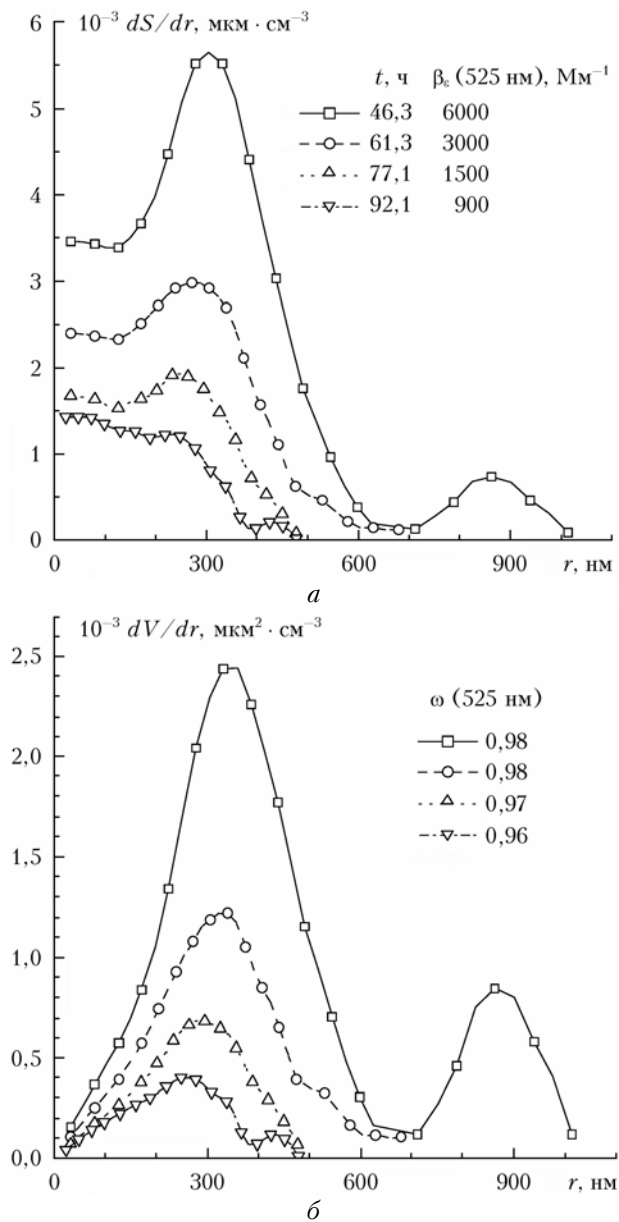 10⁻³ dS/dr, мкм · см⁻³
6
5
4
3
2
1
0
t, ч β_ε (525 нм), Мм⁻¹
46,3 6000
61,3 3000
77,1 1500
92,1 900
0 300 600 900 r, нм
а
10⁻³ dV/dr, мкм² · см⁻³
2,5
2,0
1,5
1,0
0,5
0,0
ω (525 нм)
0,98
0,98
0,97
0,96
0 300 600 900 r, нм
б